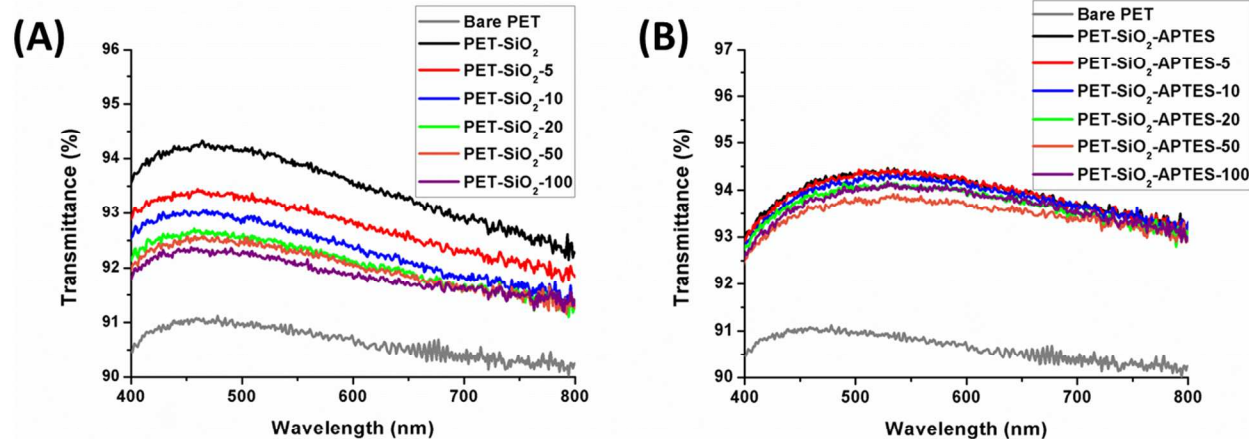 (A)
Bare PET
PET-SiO₂
PET-SiO₂-5
PET-SiO₂-10
PET-SiO₂-20
PET-SiO₂-50
PET-SiO₂-100
96
95
94
93
92
91
90
Transmittance (%)
400 500 600 700 800
Wavelength (nm)
(B)
Bare PET
PET-SiO₂-APTES
PET-SiO₂-APTES-5
PET-SiO₂-APTES-10
PET-SiO₂-APTES-20
PET-SiO₂-APTES-50
PET-SiO₂-APTES-100
97
96
95
94
93
92
91
90
Transmittance (%)
400 500 600 700 800
Wavelength (nm)